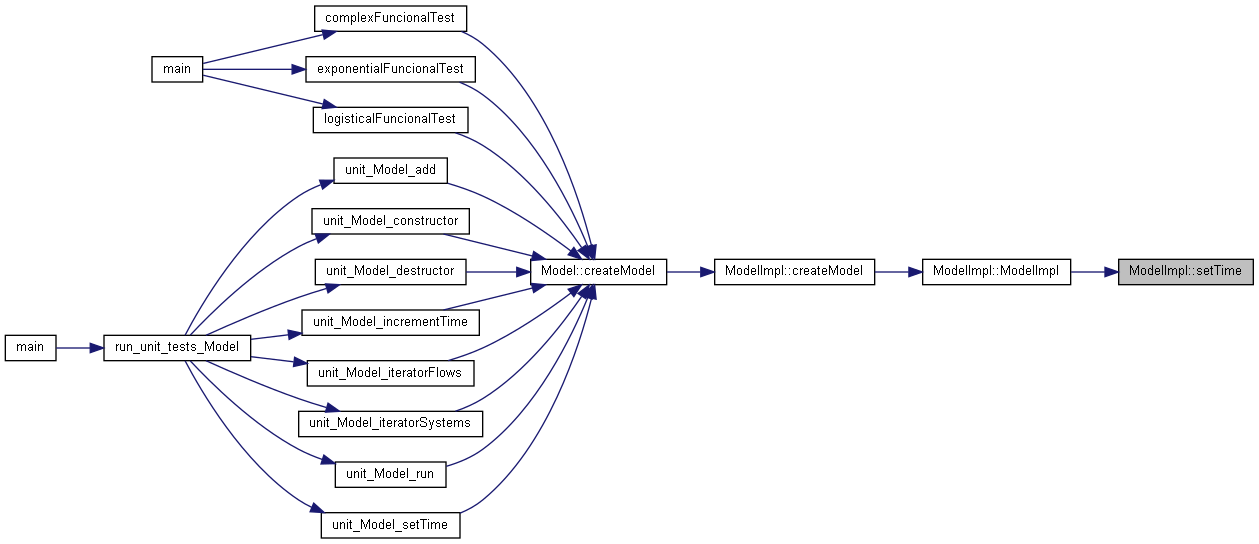 complexFuncionalTest
main
exponentialFuncionalTest
logisticalFuncionalTest
unit_Model_add
unit_Model_constructor
unit_Model_destructor
Model::createModel
ModelImpl::createModel
ModelImpl::ModelImpl
ModelImpl::setTime
unit_Model_incrementTime
main
run_unit_tests_Model
unit_Model_iteratorFlows
unit_Model_iteratorSystems
unit_Model_run
unit_Model_setTime